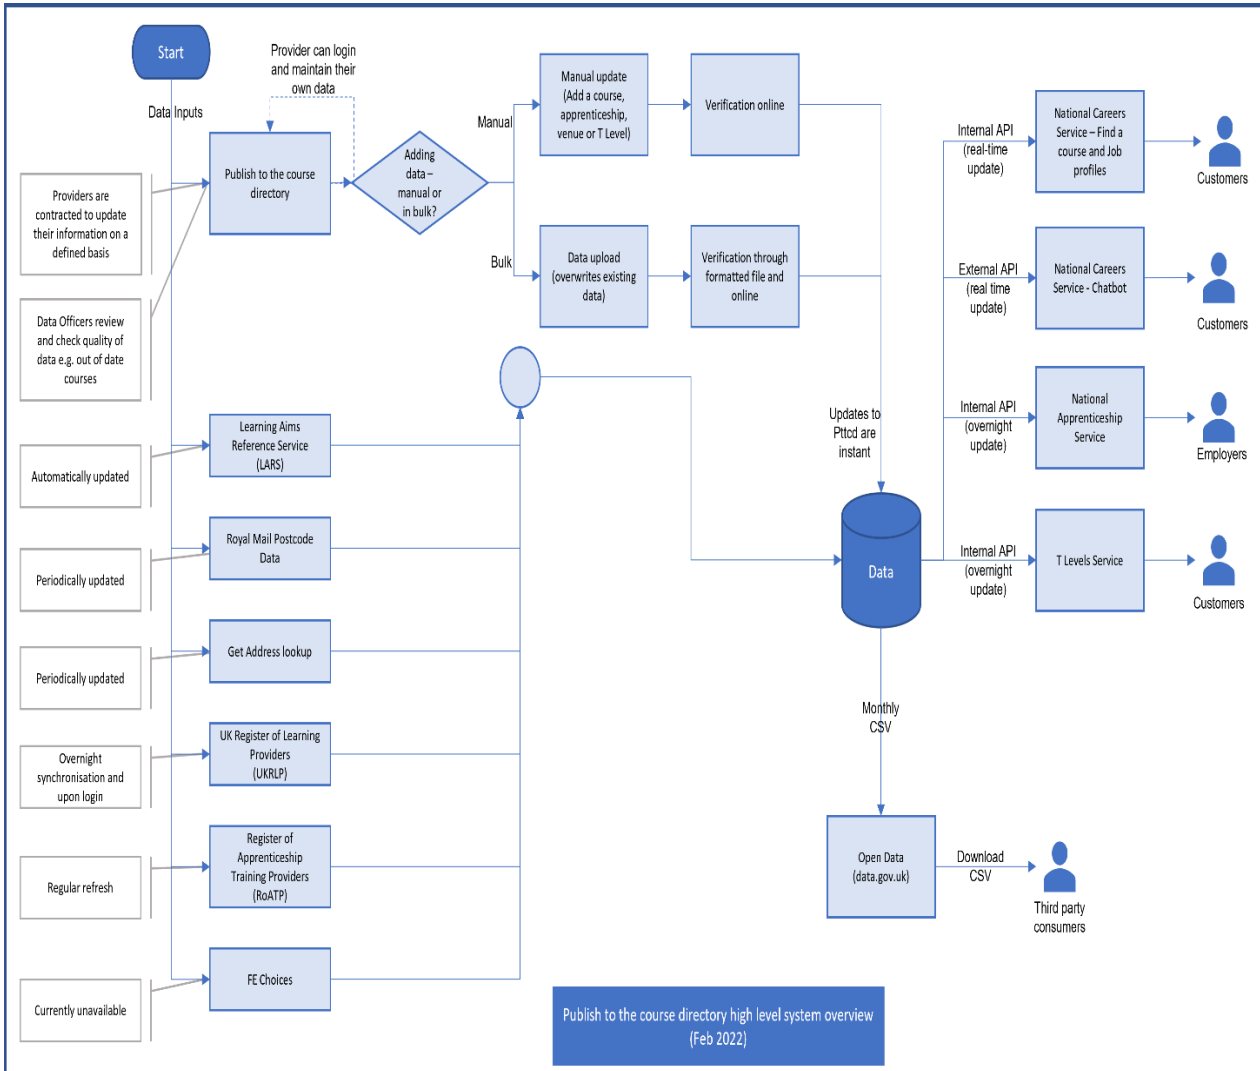 Start
Data Inputs
Provider can login
and maintain their
own data
Publish to the course
directory
Adding
data –
manual or
in bulk?
Manual
Bulk
Manual update
(Add a course,
apprenticeship,
venue or T Level)
Verification online
Data upload
(overwrites existing
data)
Verification through
formatted file and
online
Updates to
Pttcd are
instant
Providers are
contracted to update
their information on a
defined basis
Data Officers review
and check quality of
data e.g. out of date
courses
Automatically updated
Learning Aims
Reference Service
(LARS)
Periodically updated
Royal Mail Postcode
Data
Periodically updated
Get Address lookup
Overnight
synchronisation and
upon login
UK Register of Learning
Providers
(UKRLP)
Regular refresh
Register of
Apprenticeship
Training Providers
(RoATP)
Currently unavailable
FE Choices
Data
Internal API
(real-time
update)
National Careers
Service – Find a
course and Job
profiles
Customers
External API
(real time
update)
National Careers
Service - Chatbot
Customers
Internal API
(overnight
update)
National
Apprenticeship
Service
Employers
Internal API
(overnight
update)
T Levels Service
Customers
Monthly
CSV
Open Data
(data.gov.uk)
Download
CSV
Third party
consumers
Publish to the course directory high level system overview
(Feb 2022)